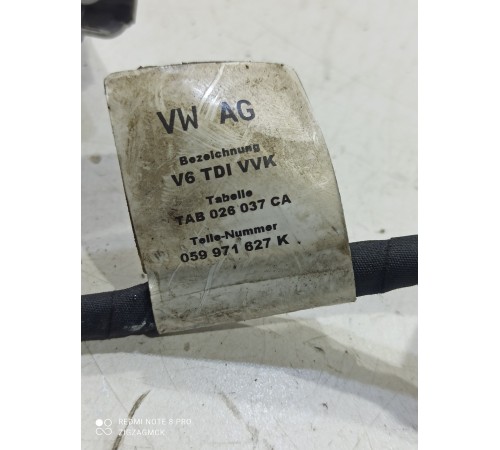 VW AG
Bezeichnung
V6 TDI VVK
Tabelle
TAB 026 037 CA
Teile-Nummer
059 971 627 K
REDMI NOTE 8 PRO
ZIGZAGMCK